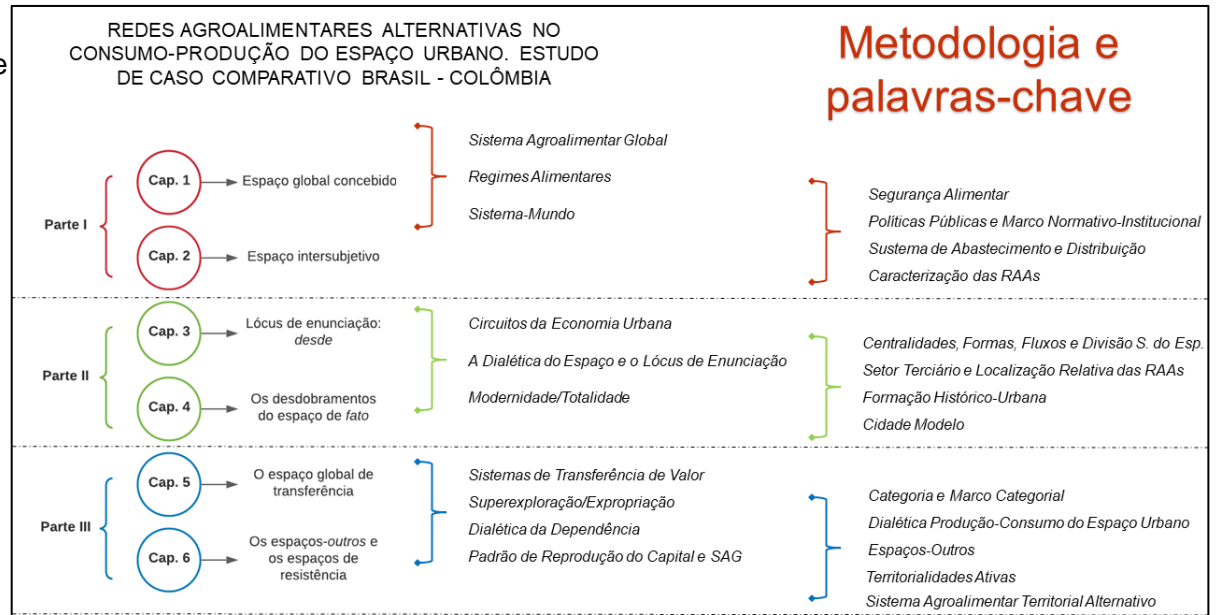 e
REDES AGROALIMENTARES ALTERNATIVAS NO
CONSUMO-PRODUÇÃO DO ESPAÇO URBANO. ESTUDO
DE CASO COMPARATIVO BRASIL - COLÔMBIA
Metodologia e
palavras-chave
Parte I
Cap. 1
Espaço global concebido
Cap. 2
Espaço intersubjetivo
Sistema Agroalimentar Global
Regimes Alimentares
Sistema-Mundo
Segurança Alimentar
Políticas Públicas e Marco Normativo-Institucional
Sustema de Abastecimento e Distribuição
Caracterização das RAAs
Parte II
Cap. 3
Lócus de enunciação:
desde
Cap. 4
Os desdobramentos
do espaço de fato
Circuitos da Economia Urbana
A Dialética do Espaço e o Lócus de Enunciação
Modernidade/Totalidade
Centralidades, Formas, Fluxos e Divisão S. do Esp.
Setor Terciário e Localização Relativa das RAAs
Formação Histórico-Urbana
Cidade Modelo
Parte III
Cap. 5
O espaço global de
transferência
Cap. 6
Os espaços-outros e
os espaços de
resistência
Sistemas de Transferência de Valor
Superexploração/Expropriação
Dialética da Dependência
Padrão de Reprodução do Capital e SAG
Categoria e Marco Categorial
Dialética Produção-Consumo do Espaço Urbano
Espaços-Outros
Territorialidades Ativas
Sistema Agroalimentar Territorial Alternativo